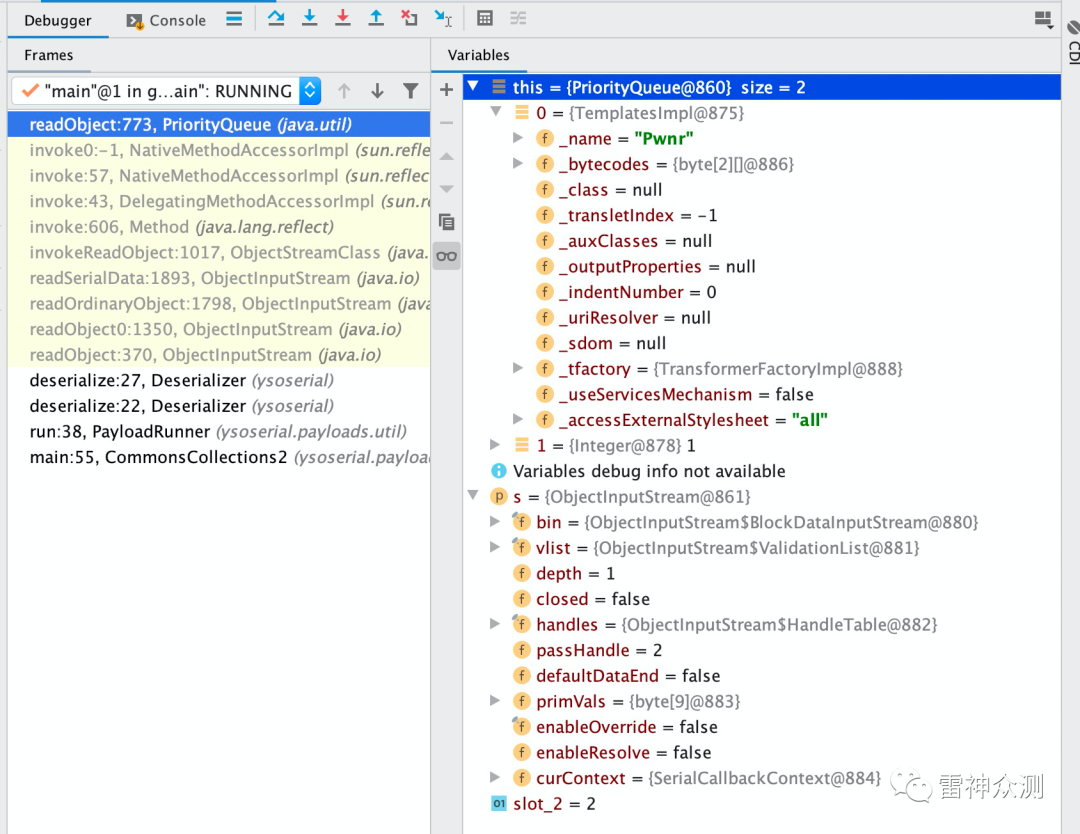 Debugger
Console
Frames
"main"@1 in g...ain": RUNNING
readObject:773, PriorityQueue (java.util)
invoke0:-1, NativeMethodAccessorImpl (sun.refle
invoke:57, NativeMethodAccessorImpl (sun.reflec
invoke:43, DelegatingMethodAccessorImpl (sun.r
invoke:606, Method (java.lang.reflect)
invokeReadObject:1017, ObjectStreamClass (java.
readSerialData:1893, ObjectInputStream (java.io)
readOrdinaryObject:1798, ObjectInputStream (java
readObject0:1350, ObjectInputStream (java.io)
readObject:370, ObjectInputStream (java.io)
deserialize:27, Deserializer (ysoserial)
deserialize:22, Deserializer (ysoserial)
run:38, PayloadRunner (ysoserial.payloads.util)
main:55, CommonsCollections2 (ysoserial.payloa
Variables
this = {PriorityQueue@860} size = 2
0 = {TemplatesImpl@875}
f _name = "Pwnr"
f _bytecodes = {byte[2][]@886}
f _class = null
f _transletIndex = -1
f _auxClasses = null
f _outputProperties = null
f _indentNumber = 0
f _uriResolver = null
f _sdom = null
f _tfactory = {TransformerFactoryImpl@888}
f _useServicesMechanism = false
f _accessExternalStylesheet = "all"
1 = {Integer@878} 1
Variables debug info not available
p s = {ObjectInputStream@861}
f bin = {ObjectInputStream$BlockDataInputStream@880}
f vlist = {ObjectInputStream$ValidationList@881}
f depth = 1
f closed = false
f handles = {ObjectInputStream$HandleTable@882}
f passHandle = 2
f defaultDataEnd = false
f primVals = {byte[9]@883}
f enableOverride = false
f enableResolve = false
f curContext = {SerialCallbackContext@884}
01 slot_2 = 2
雷神众测